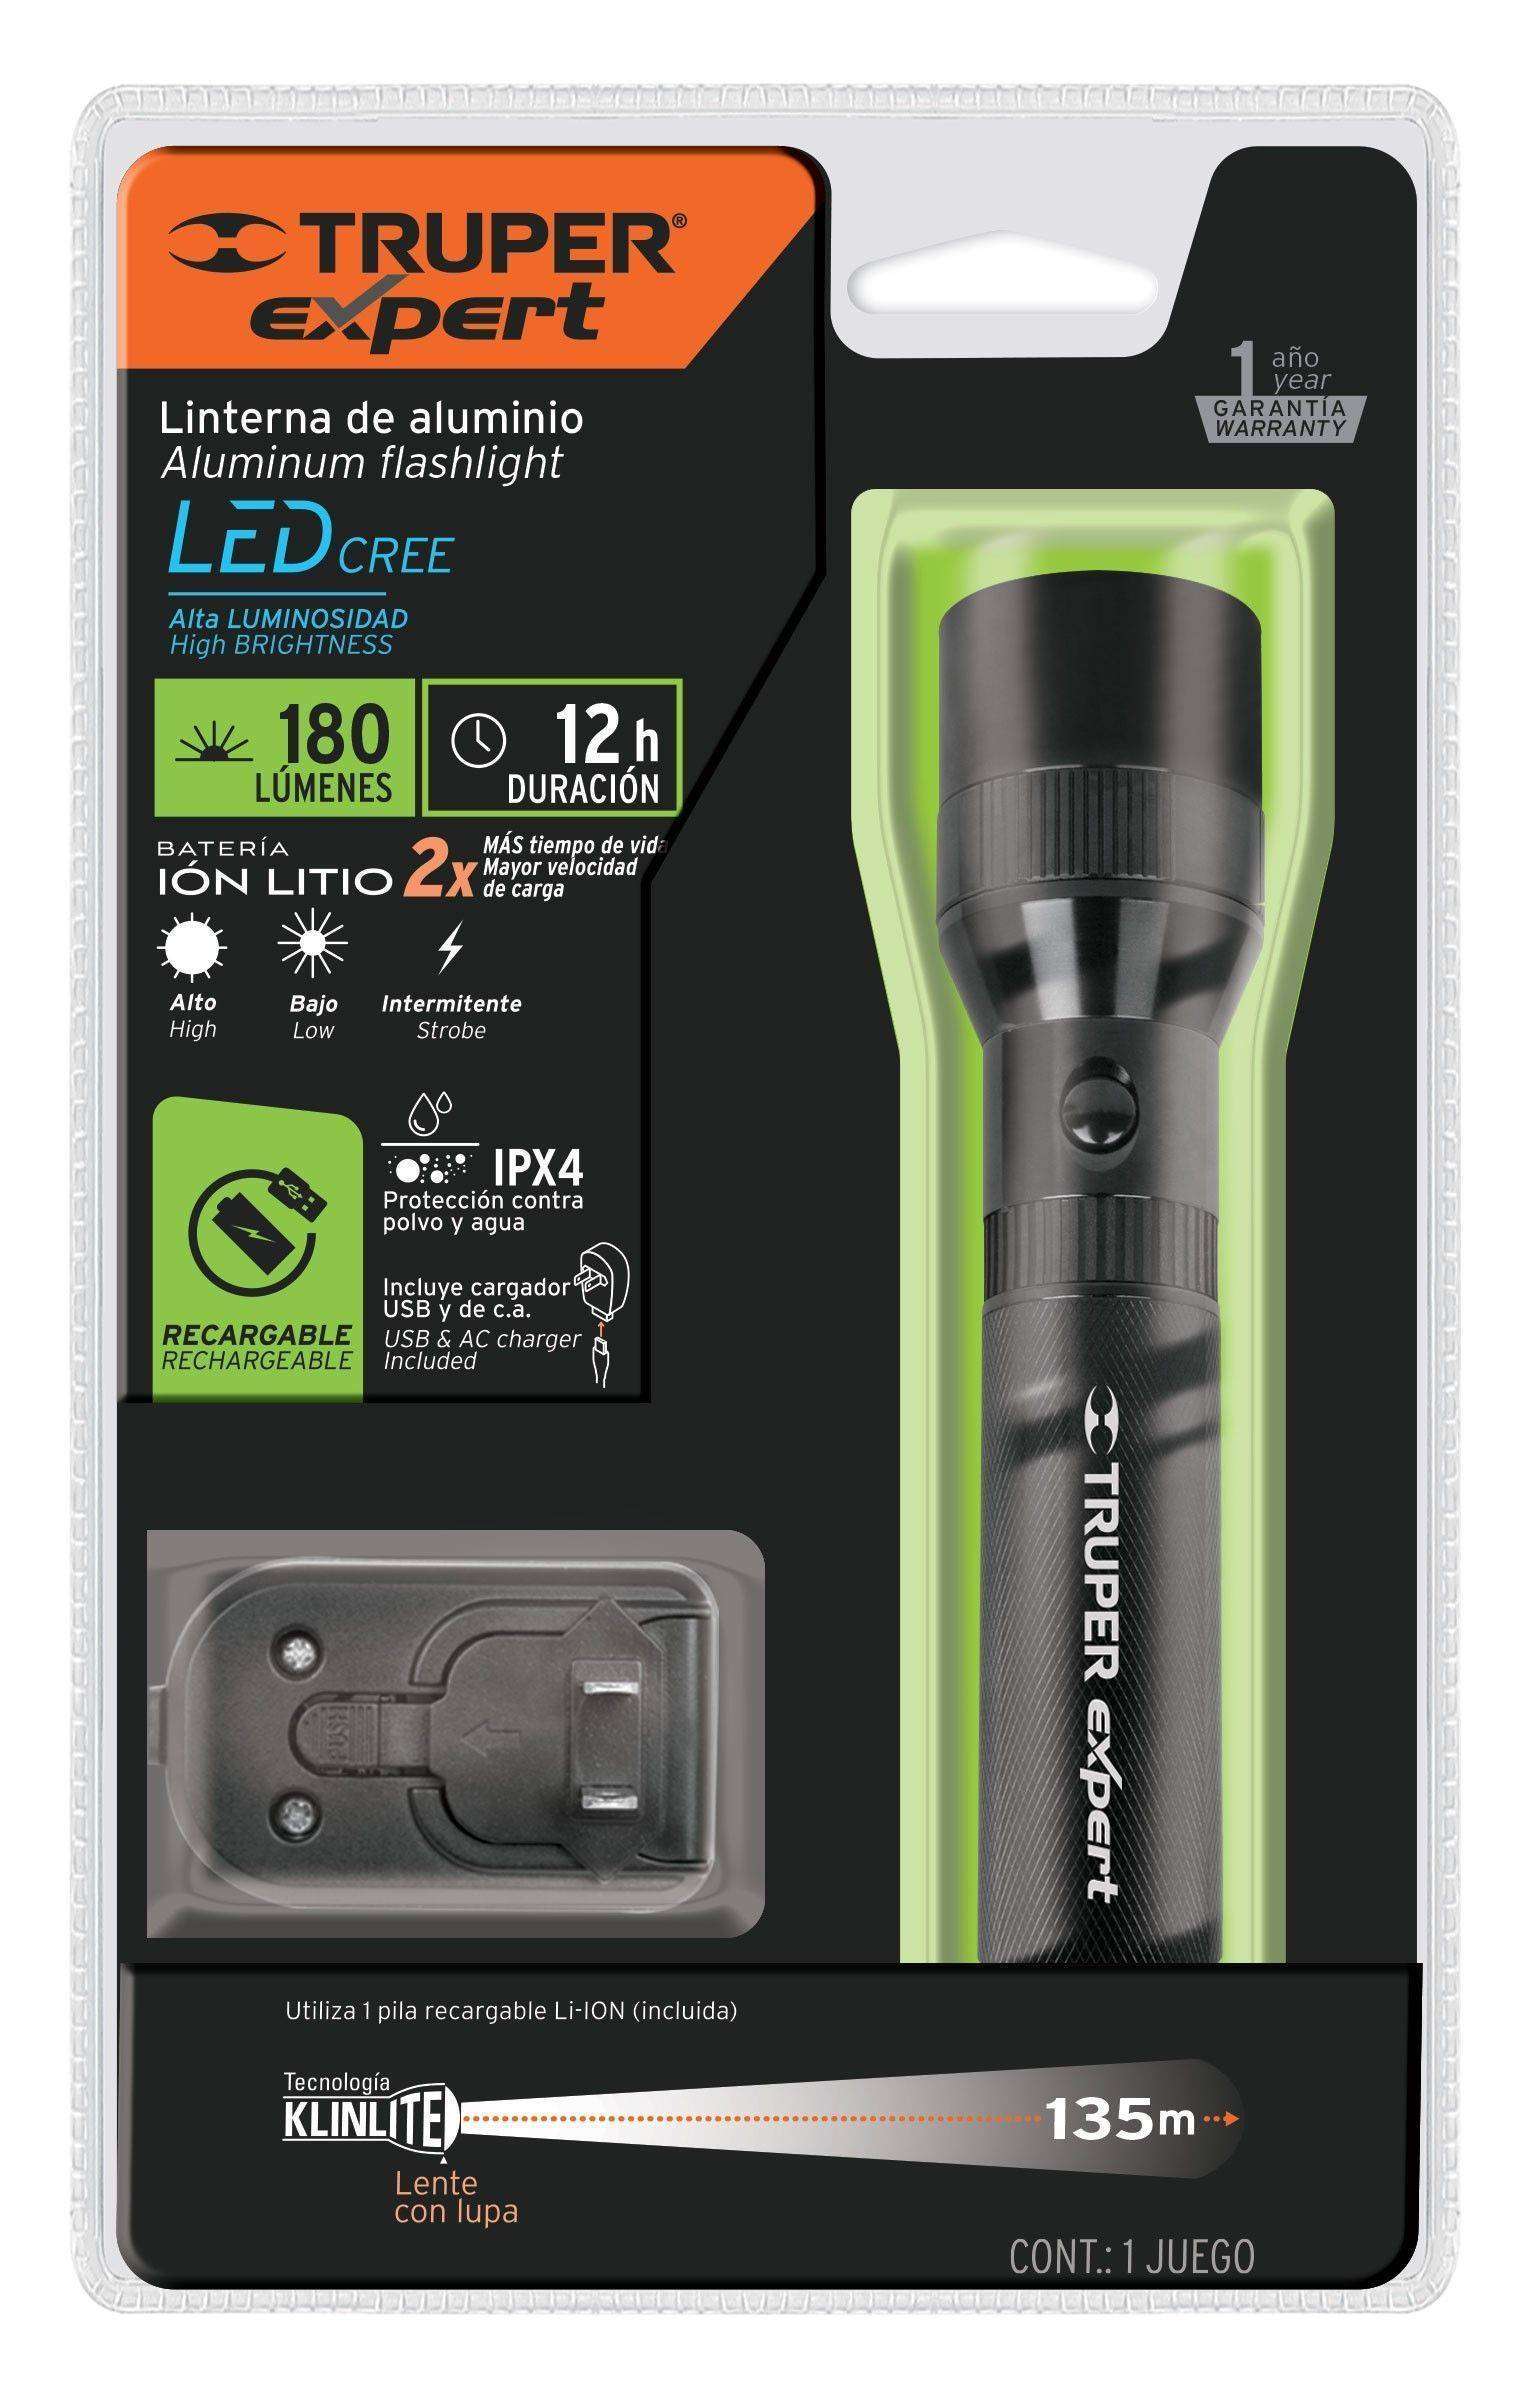 TRUPER®
expert
1 año
year
GARANTÍA
WARRANTY
Linterna de aluminio
Aluminum flashlight
LED CREE
Alta LUMINOSIDAD
High BRIGHTNESS
180
LÚMENES
12 h
DURACIÓN
BATERÍA
IÓN LITIO
2x
MÁS tiempo de vida
Mayor velocidad
de carga
Alto
High
Bajo
Low
Intermitente
Strobe
IPX4
Protección contra
polvo y agua
Incluye cargador
USB y de c.a.
USB & AC charger
Included
RECARGABLE
RECHARGEABLE
TRUPER expert
PUSH
Utiliza 1 pila recargable Li-ION (incluida)
Tecnología
KLINLITE
135m
Lente
con lupa
CONT.: 1 JUEGO